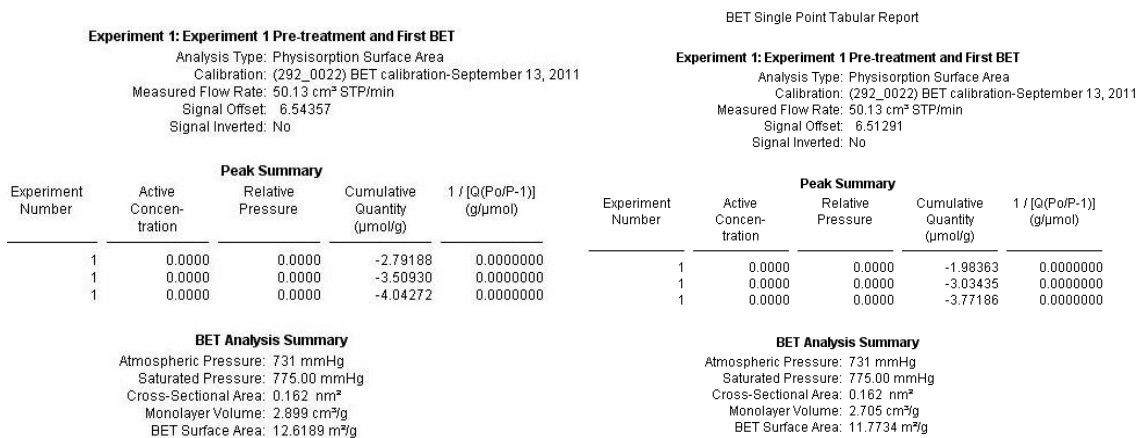 Experiment 1: Experiment 1 Pre-treatment and First BET
Analysis Type: Physisorption Surface Area
Calibration: (292_0022) BET calibration-September 13, 2011
Measured Flow Rate: 50.13 cm³ STP/min
Signal Offset: 6.54357
Signal Inverted: No
Peak Summary
Experiment Number Active Concen-tration Relative Pressure Cumulative Quantity (µmol/g) 1 / [Q(Po/P-1)] (g/µmol)
1 0.0000 0.0000 -2.79188 0.0000000
1 0.0000 0.0000 -3.50930 0.0000000
1 0.0000 0.0000 -4.04272 0.0000000
BET Analysis Summary
Atmospheric Pressure: 731 mmHg
Saturated Pressure: 775.00 mmHg
Cross-Sectional Area: 0.162 nm²
Monolayer Volume: 2.899 cm³/g
BET Surface Area: 12.6189 m²/g
BET Single Point Tabular Report
Experiment 1: Experiment 1 Pre-treatment and First BET
Analysis Type: Physisorption Surface Area
Calibration: (292_0022) BET calibration-September 13, 2011
Measured Flow Rate: 50.13 cm³ STP/min
Signal Offset: 6.51291
Signal Inverted: No
Peak Summary
Experiment Number Active Concen-tration Relative Pressure Cumulative Quantity (µmol/g) 1 / [Q(Po/P-1)] (g/µmol)
1 0.0000 0.0000 -1.98363 0.0000000
1 0.0000 0.0000 -3.03435 0.0000000
1 0.0000 0.0000 -3.77186 0.0000000
BET Analysis Summary
Atmospheric Pressure: 731 mmHg
Saturated Pressure: 775.00 mmHg
Cross-Sectional Area: 0.162 nm²
Monolayer Volume: 2.705 cm³/g
BET Surface Area: 11.7734 m²/g